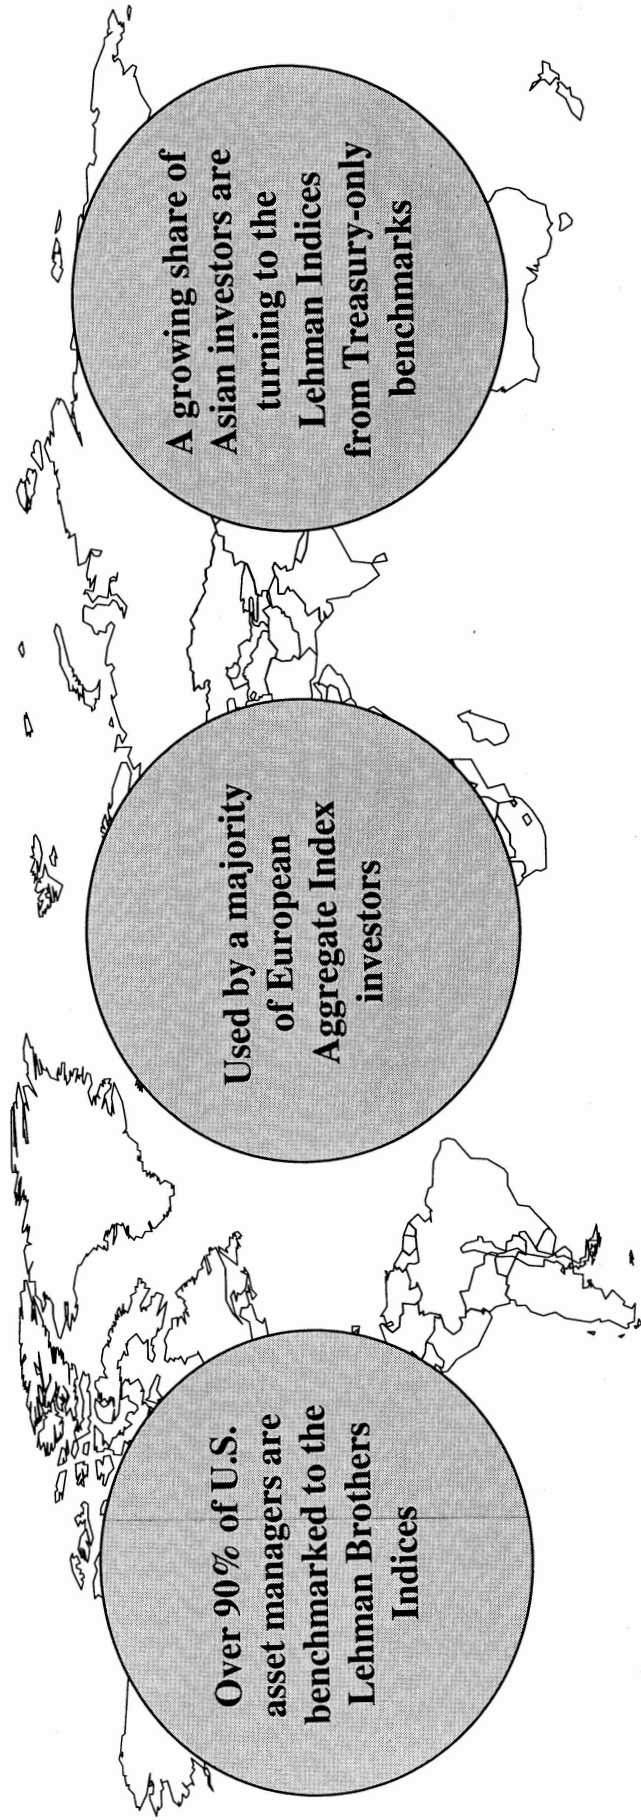 Over 90% of U.S.
asset managers are
benchmarked to the
Lehman Brothers
Indices
Used by a majority
of European
Aggregate Index
investors
A growing share of
Asian investors are
turning to the
Lehman Indices
from Treasury-only
benchmarks